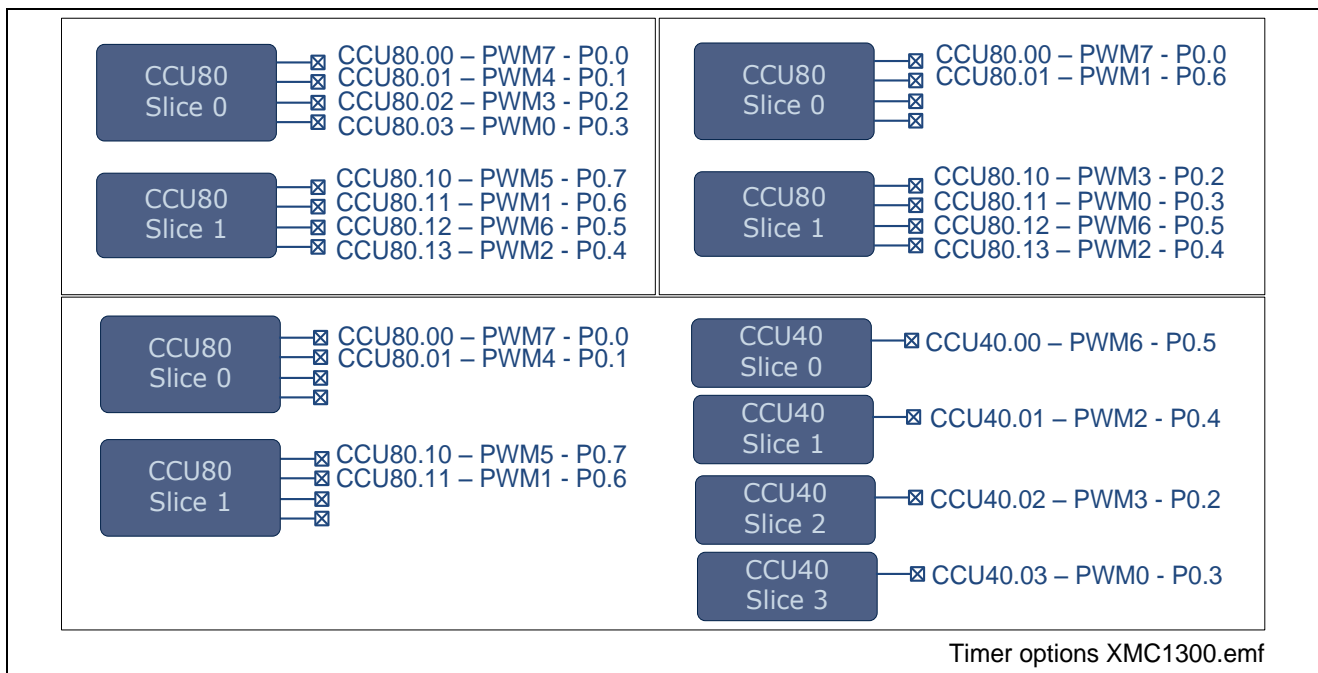 CCU80
Slice 0
CCU80.00 – PWM7 - P0.0
CCU80.01 – PWM4 - P0.1
CCU80.02 – PWM3 - P0.2
CCU80.03 – PWM0 - P0.3
CCU80
Slice 1
CCU80.10 – PWM5 - P0.7
CCU80.11 – PWM1 - P0.6
CCU80.12 – PWM6 - P0.5
CCU80.13 – PWM2 - P0.4
CCU80
Slice 0
CCU80.00 – PWM7 - P0.0
CCU80.01 – PWM1 - P0.6
CCU80
Slice 1
CCU80.10 – PWM3 - P0.2
CCU80.11 – PWM0 - P0.3
CCU80.12 – PWM6 - P0.5
CCU80.13 – PWM2 - P0.4
CCU80
Slice 0
CCU80.00 – PWM7 - P0.0
CCU80.01 – PWM4 - P0.1
CCU80
Slice 1
CCU80.10 – PWM5 - P0.7
CCU80.11 – PWM1 - P0.6
CCU40
Slice 0
CCU40.00 – PWM6 - P0.5
CCU40
Slice 1
CCU40.01 – PWM2 - P0.4
CCU40
Slice 2
CCU40.02 – PWM3 - P0.2
CCU40
Slice 3
CCU40.03 – PWM0 - P0.3
Timer options XMC1300.emf